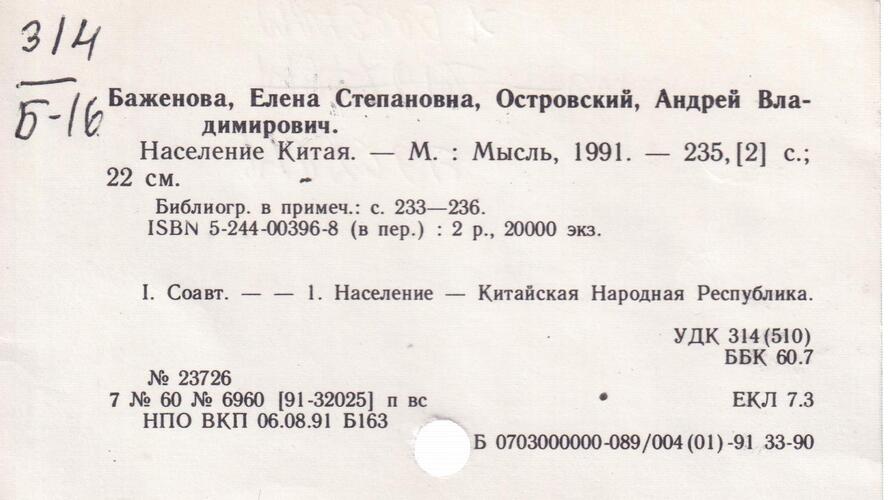 314
Б-16
Баженова, Елена Степановна, Островский, Андрей Вла-
димирович.
Население Китая. — М. : Мысль, 1991. — 235, [2] с.;
22 см.
Библиогр. в примеч.: с. 233—236.
ISBN 5-244-00396-8 (в пер.) : 2 р., 20000 экз.
I. Соавт. — — 1. Население — Китайская Народная Республика.
УДК 314(510)
ББК 60.7
№ 23726
7 № 60 № 6960 [91-32025] п вс
ЕКЛ 7.3
НПО ВКП 06.08.91 Б163
Б 0703000000-089/004(01)-91 33-90